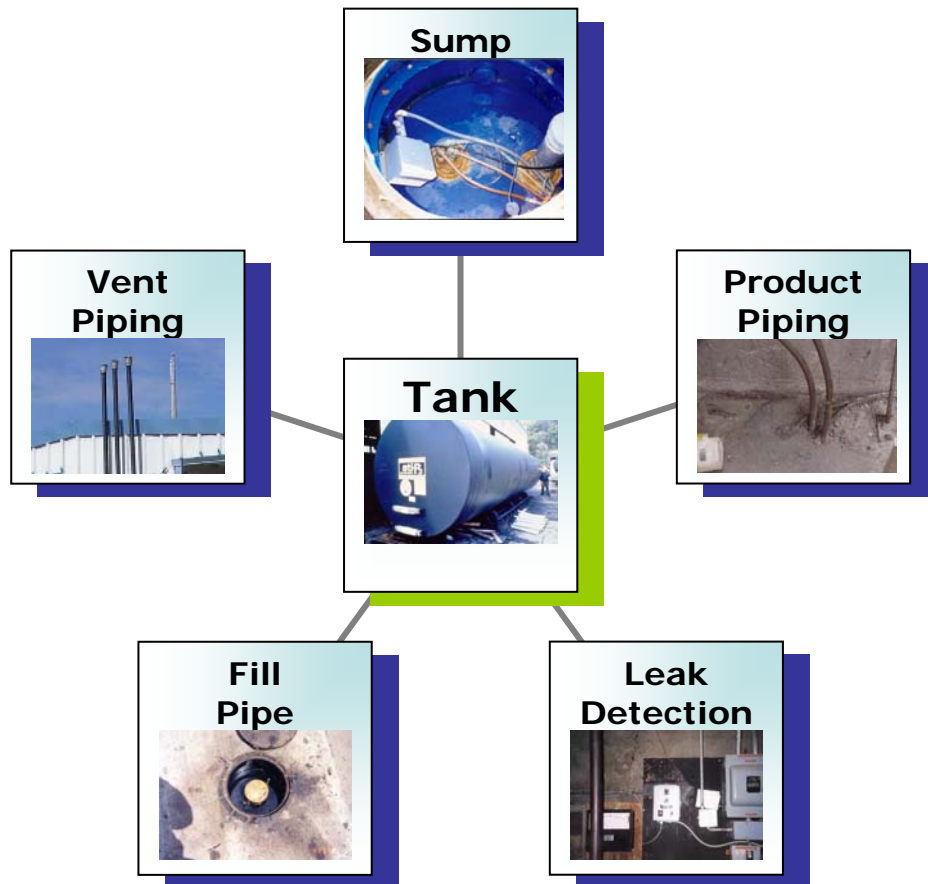 Sump
Vent
Piping
Product
Piping
Tank
Fill
Pipe
Leak
Detection